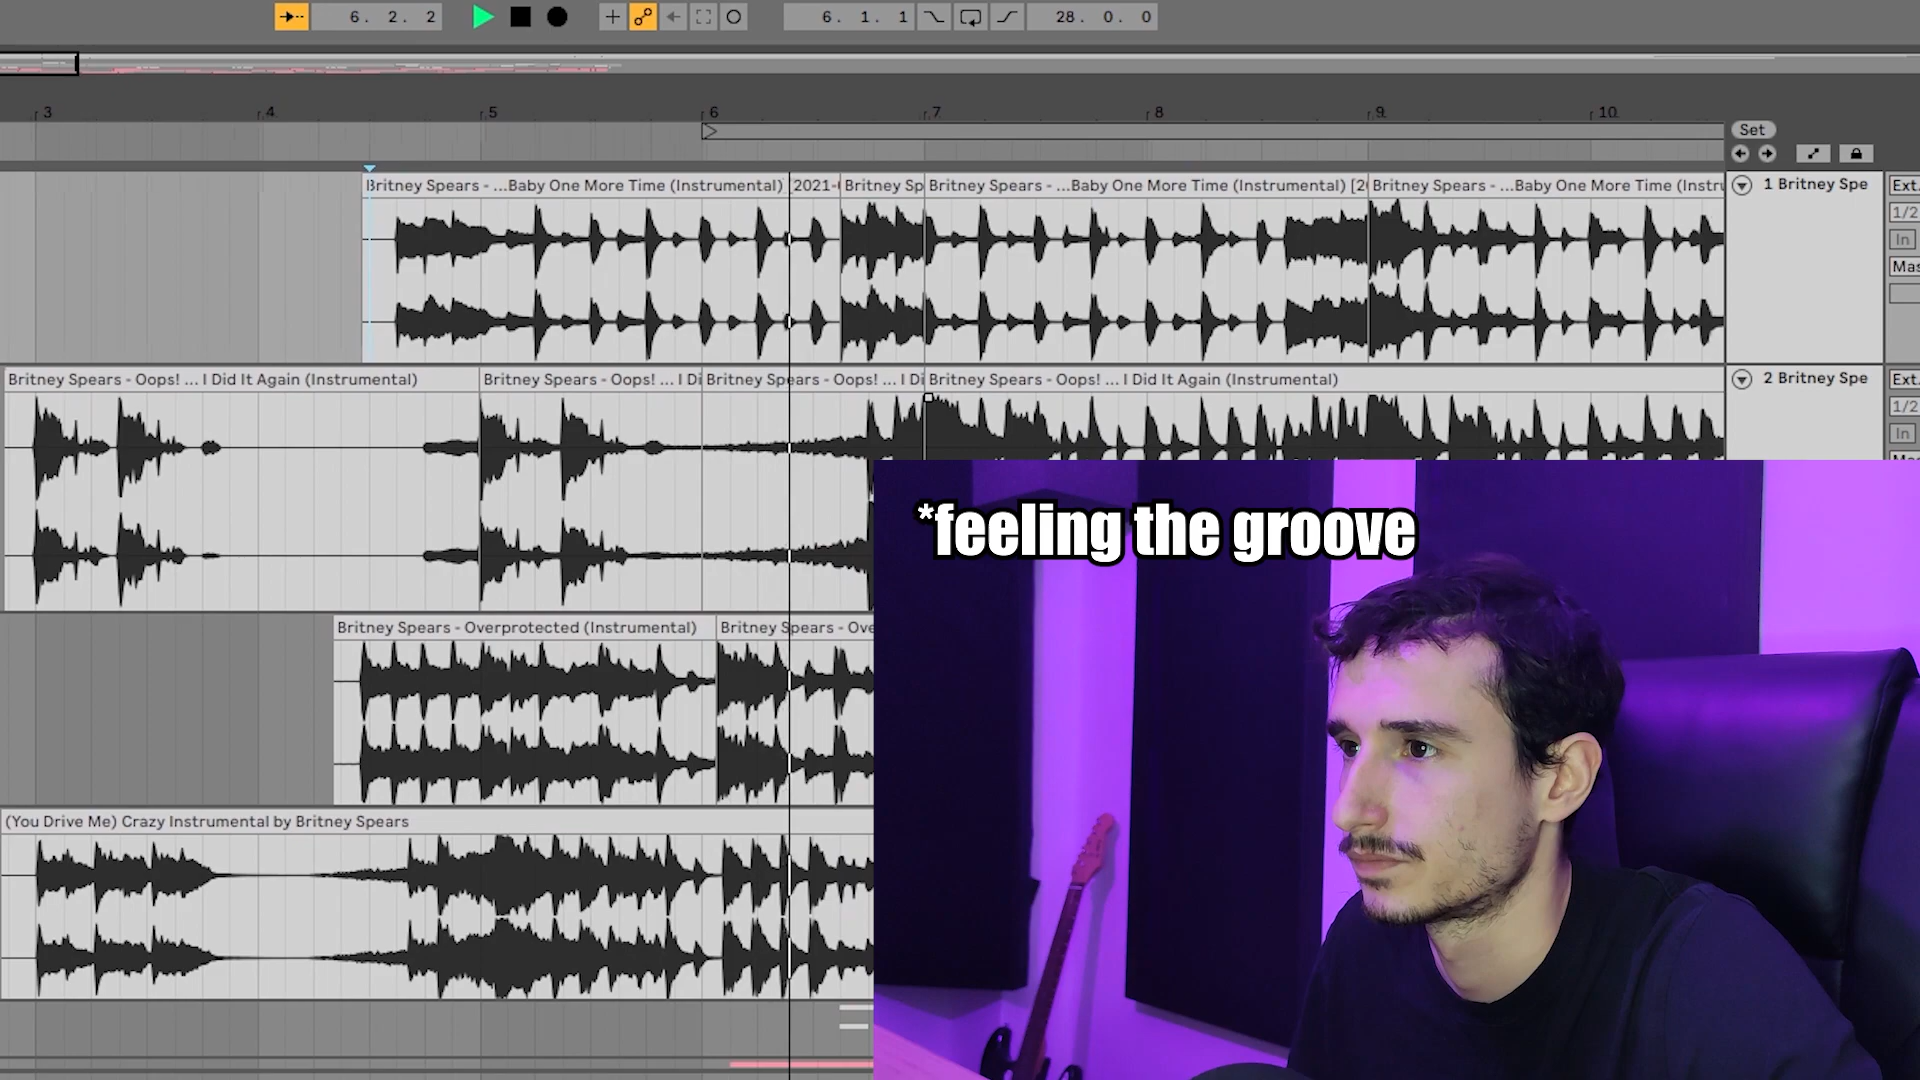 6. 2. 2
6. 1. 1
28. 0. 0
3 4 5 6 7 8 9 10
Set
Britney Spears - ...Baby One More Time (Instrumental) [2021-
Britney Sp
Britney Spears - ...Baby One More Time (Instrumental) [2
Britney Spears - ...Baby One More Time (Instru
1 Britney Spe
Ext.
1/2
In
Mas
Britney Spears - Oops! ... I Did It Again (Instrumental)
Britney Spears - Oops! ... I Di
Britney Spears - Oops! ... I Di
Britney Spears - Oops! ... I Did It Again (Instrumental)
2 Britney Spe
Ext.
1/2
In
*feeling the groove
Britney Spears - Overprotected (Instrumental)
Britney Spears - Ove
(You Drive Me) Crazy Instrumental by Britney Spears